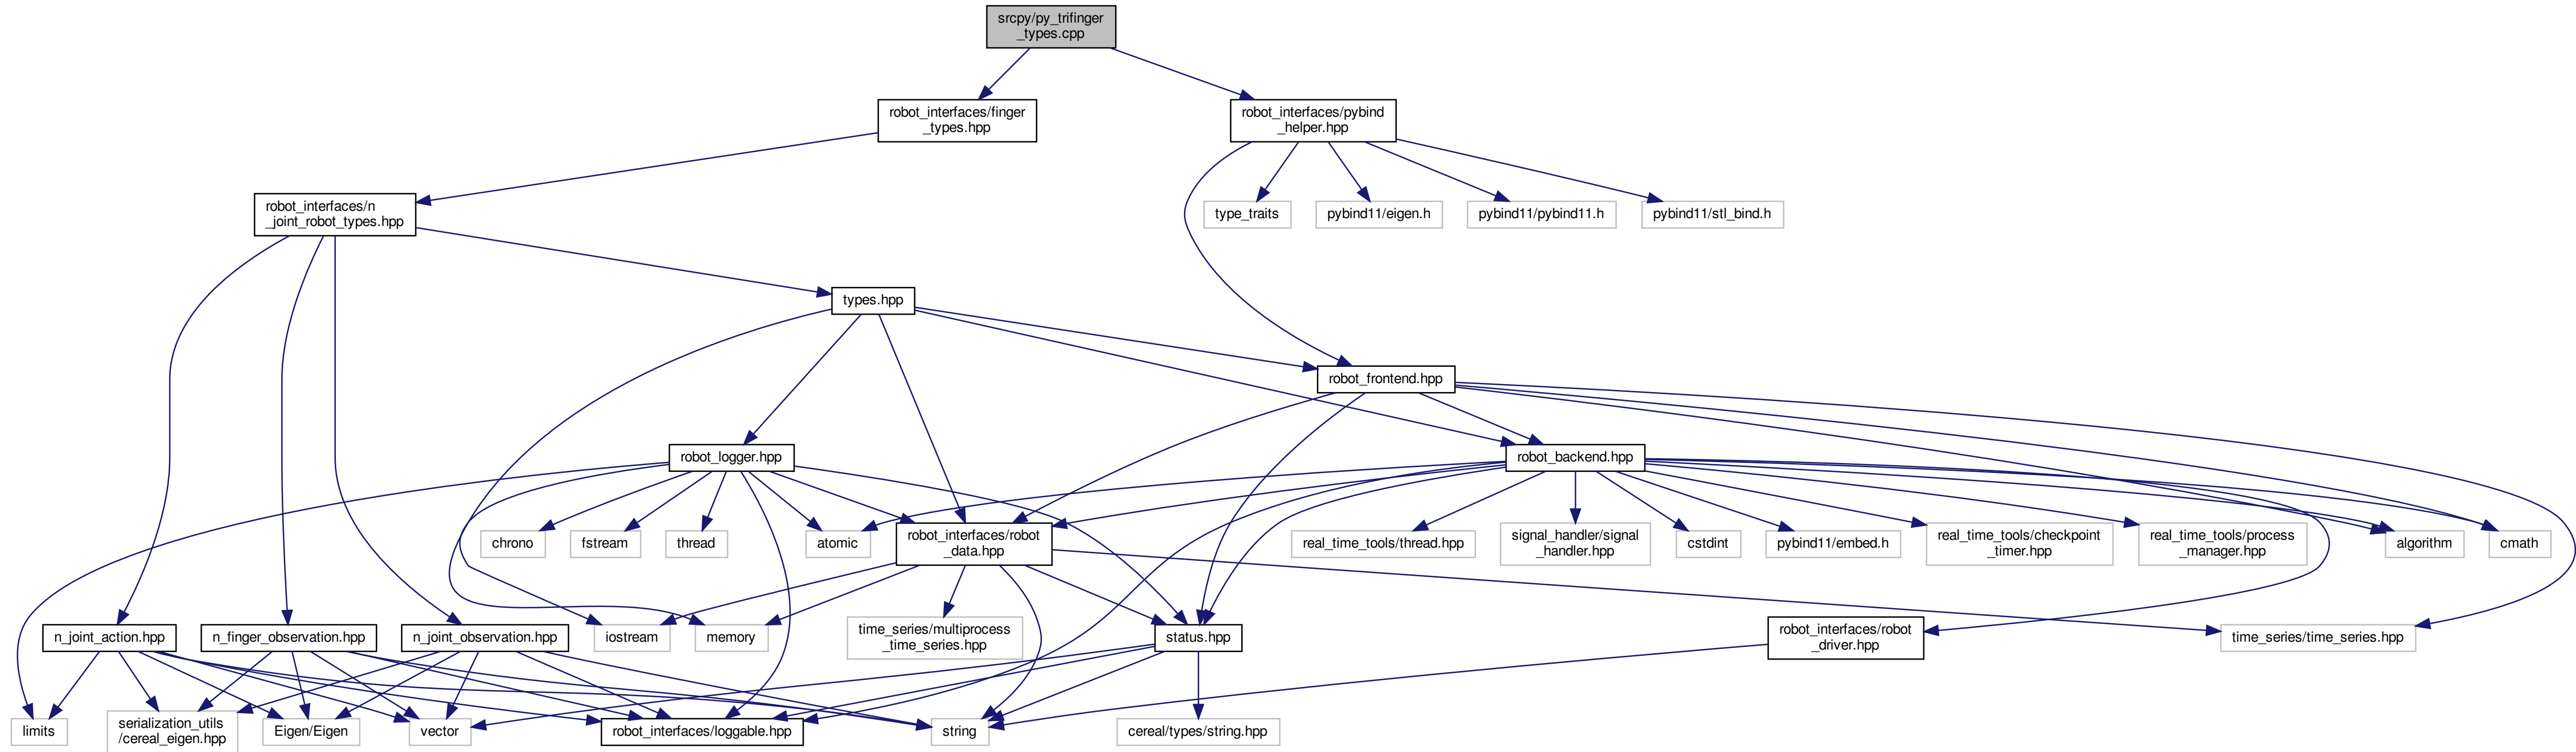 srcpy/py_trifinger
_types.cpp
robot_interfaces/finger
_types.hpp
robot_interfaces/pybind
_helper.hpp
robot_interfaces/n
_joint_robot_types.hpp
type_traits
pybind11/eigen.h
pybind11/pybind11.h
pybind11/stl_bind.h
types.hpp
robot_frontend.hpp
robot_logger.hpp
robot_backend.hpp
chrono
fstream
thread
atomic
robot_interfaces/robot
_data.hpp
real_time_tools/thread.hpp
signal_handler/signal
_handler.hpp
cstdint
pybind11/embed.h
real_time_tools/checkpoint
_timer.hpp
real_time_tools/process
_manager.hpp
algorithm
cmath
n_joint_action.hpp
n_finger_observation.hpp
n_joint_observation.hpp
iostream
memory
time_series/multiprocess
_time_series.hpp
status.hpp
robot_interfaces/robot
_driver.hpp
time_series/time_series.hpp
limits
serialization_utils
/cereal_eigen.hpp
Eigen/Eigen
vector
robot_interfaces/loggable.hpp
string
cereal/types/string.hpp